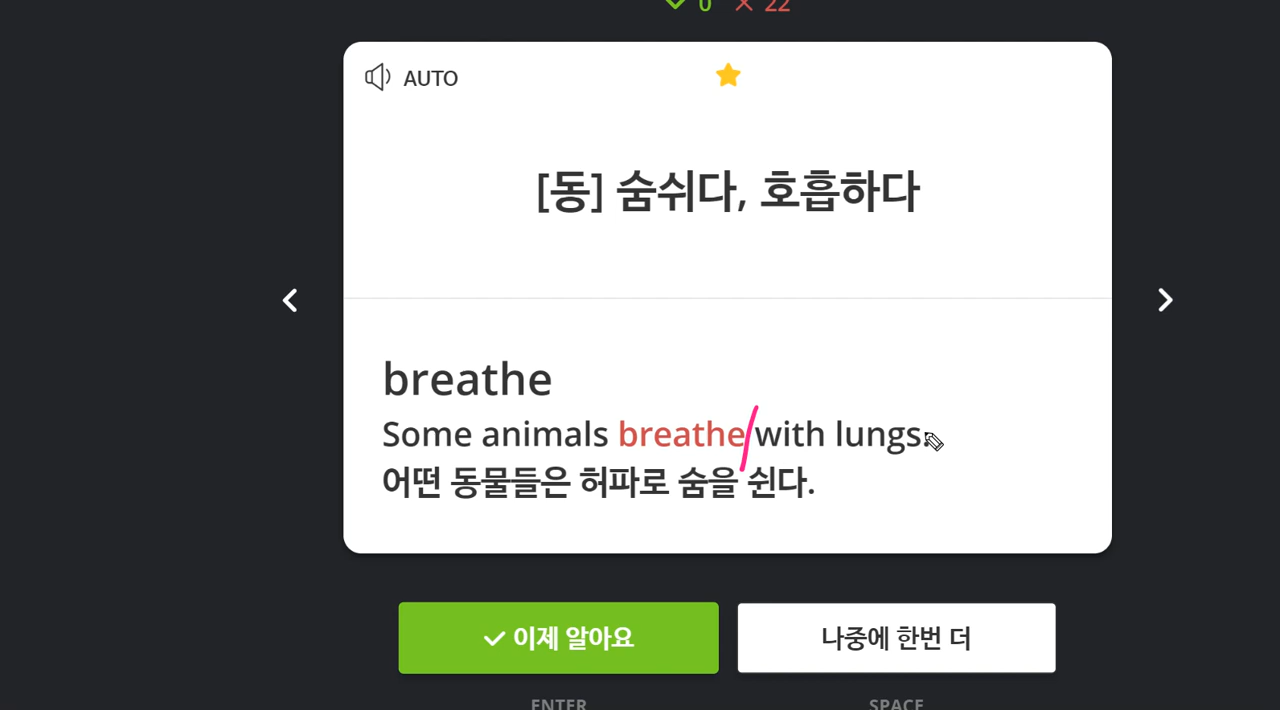 0 22
AUTO
[동] 숨쉬다, 호흡하다
breathe
Some animals breathe with lungs.
어떤 동물들은 허파로 숨을 쉰다.
이제 알아요
나중에 한번 더
ENTER
SPACE